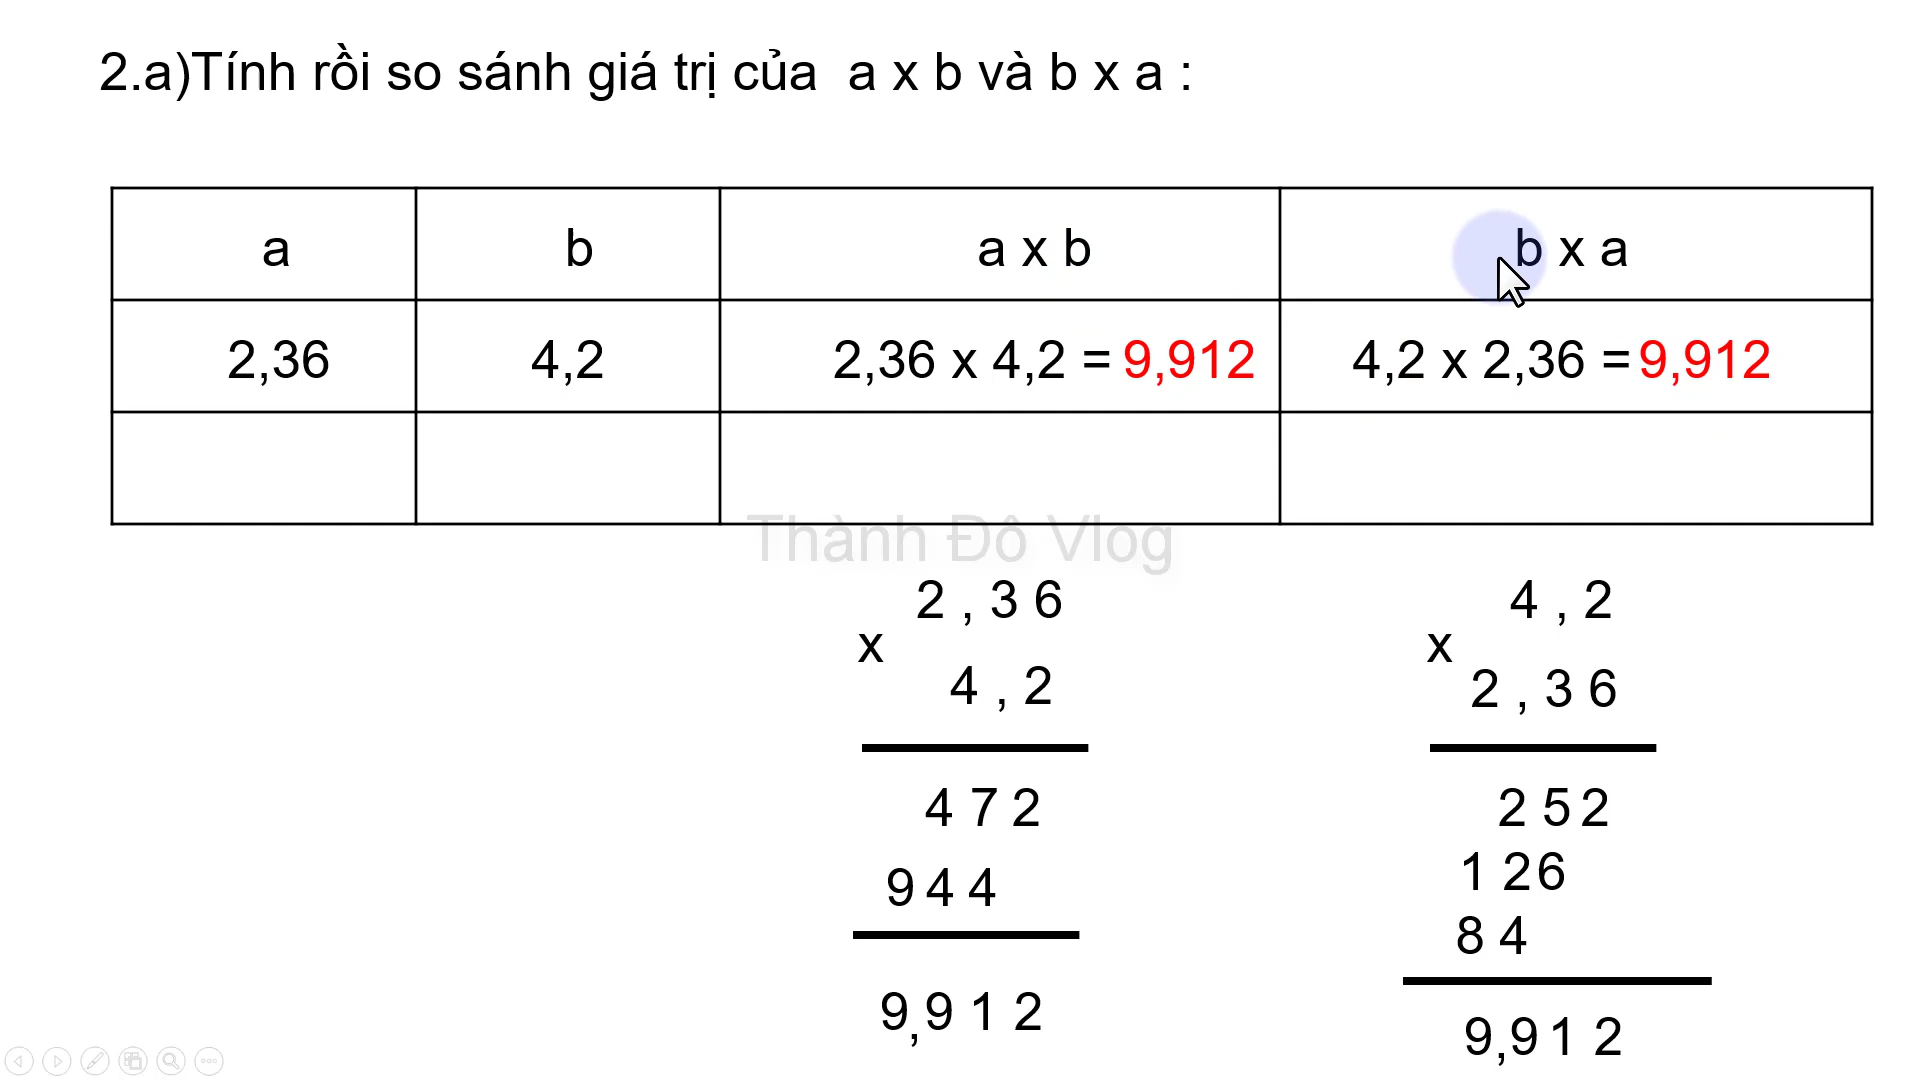 2.a)Tính rồi so sánh giá trị của a x b và b x a :
a b a x b b x a
2,36 4,2 2,36 x 4,2 = 9,912 4,2 x 2,36 = 9,912
Thành Đô Vlog
2 , 3 6
x
4 , 2
4 7 2
9 4 4
9,9 1 2
4 , 2
x
2 , 3 6
2 5 2
1 2 6
8 4
9,9 1 2